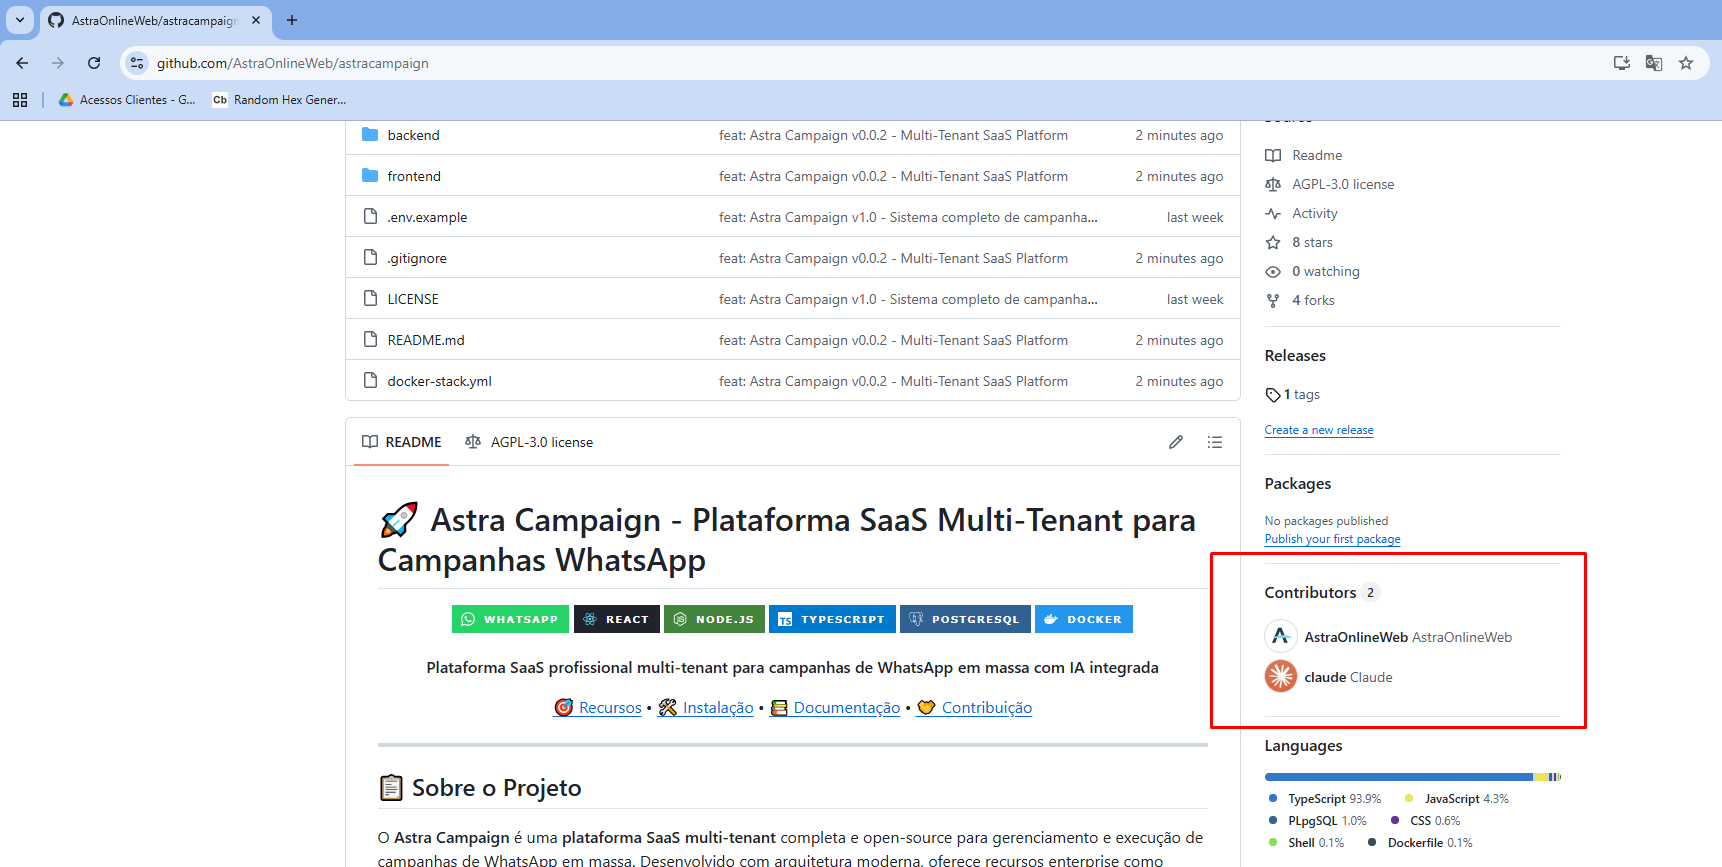 AstraOnlineWeb/astracampaign
github.com/AstraOnlineWeb/astracampaign
Acessos Clientes - G...
Cb Random Hex Gener...
backend feat: Astra Campaign v0.0.2 - Multi-Tenant SaaS Platform 2 minutes ago
frontend feat: Astra Campaign v0.0.2 - Multi-Tenant SaaS Platform 2 minutes ago
.env.example feat: Astra Campaign v1.0 - Sistema completo de campanha... last week
.gitignore feat: Astra Campaign v0.0.2 - Multi-Tenant SaaS Platform 2 minutes ago
LICENSE feat: Astra Campaign v1.0 - Sistema completo de campanha... last week
README.md feat: Astra Campaign v0.0.2 - Multi-Tenant SaaS Platform 2 minutes ago
docker-stack.yml feat: Astra Campaign v0.0.2 - Multi-Tenant SaaS Platform 2 minutes ago
README AGPL-3.0 license
Astra Campaign - Plataforma SaaS Multi-Tenant para
Campanhas WhatsApp
WHATSAPP REACT NODE.JS TS TYPESCRIPT POSTGRESQL DOCKER
Plataforma SaaS profissional multi-tenant para campanhas de WhatsApp em massa com IA integrada
Recursos • Instalação • Documentação • Contribuição
Sobre o Projeto
O Astra Campaign é uma plataforma SaaS multi-tenant completa e open-source para gerenciamento e execução de
campanhas de WhatsApp em massa. Desenvolvido com arquitetura moderna, oferece recursos enterprise como
Readme
AGPL-3.0 license
Activity
8 stars
0 watching
4 forks
Releases
1 tags
Create a new release
Packages
No packages published
Publish your first package
Contributors 2
AstraOnlineWeb AstraOnlineWeb
claude Claude
Languages
TypeScript 93.9% JavaScript 4.3%
PLpgSQL 1.0% CSS 0.6%
Shell 0.1% Dockerfile 0.1%